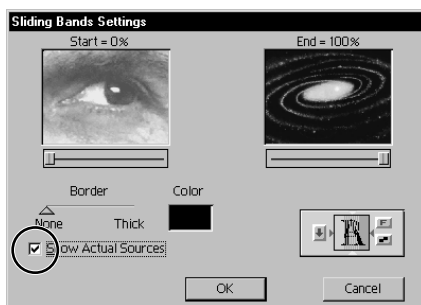 Sliding Bands Settings
Start = 0% End = 100%
Border Color
None Thick
Show Actual Sources
F
OK Cancel